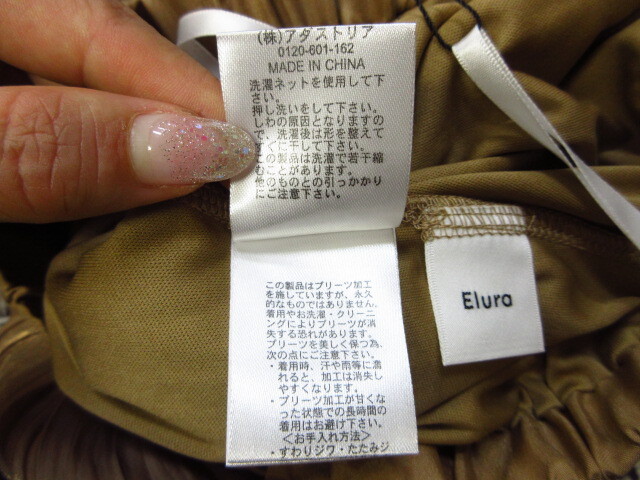 (株)アダストリア
0120-601-162
MADE IN CHINA
洗濯ネットを使用して下
さい。
押し洗いをして下さい。
しわの原因となりますの
で、洗濯後は形を整えて
すぐに干して下さい。
この製品は洗濯で若干縮
むことがあります。
他のものとの引っかかり
にご注意下さい。
この製品はプリーツ加工
を施していますが、永久
的なものではありません。
着用やお洗濯・クリーニ
ングによりプリーツが消
失する恐れがあります。
プリーツを美しく保つ為、
次の点にご注意下さい。
・着用時、汗や雨等に濡
れると、加工は消失し
やすくなります。
・プリーツ加工が甘くな
った状態での長時間の
着用はお避け下さい。
＜お手入れ方法＞
・すわりジワ・たたみジ
Elura